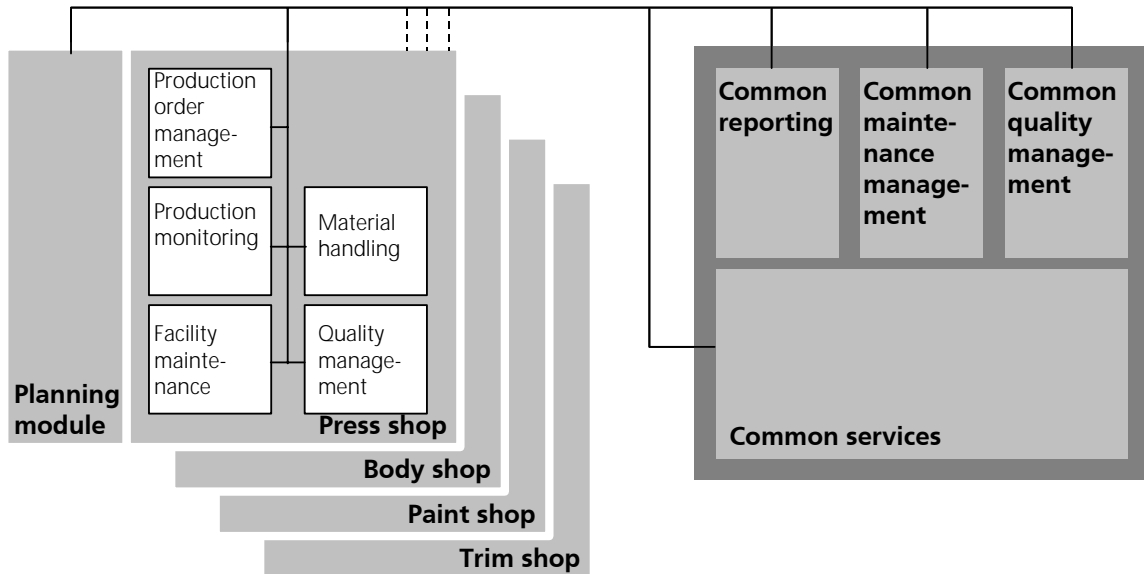 Production
order
manage-
ment
Production
monitoring
Material
handling
Facility
mainte-
nance
Quality
manage-
ment
Planning
module
Press shop
Body shop
Paint shop
Trim shop
Common
reporting
Common
mainte-
nance
manage-
ment
Common
quality
manage-
ment
Common services